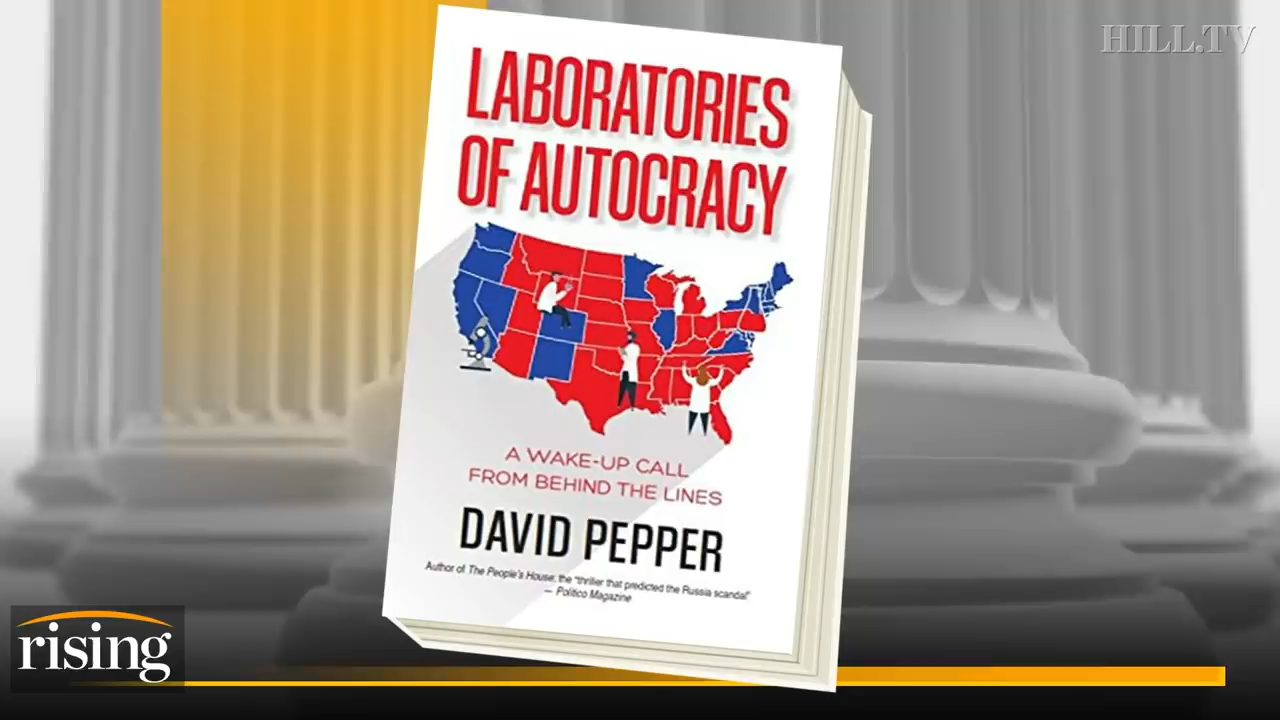 HILL.TV
LABORATORIES
OF AUTOCRACY
A WAKE-UP CALL
FROM BEHIND THE LINES
DAVID PEPPER
Author of The People's House; the "thriller that predicted the Russia scandal"
— Politico Magazine
rising